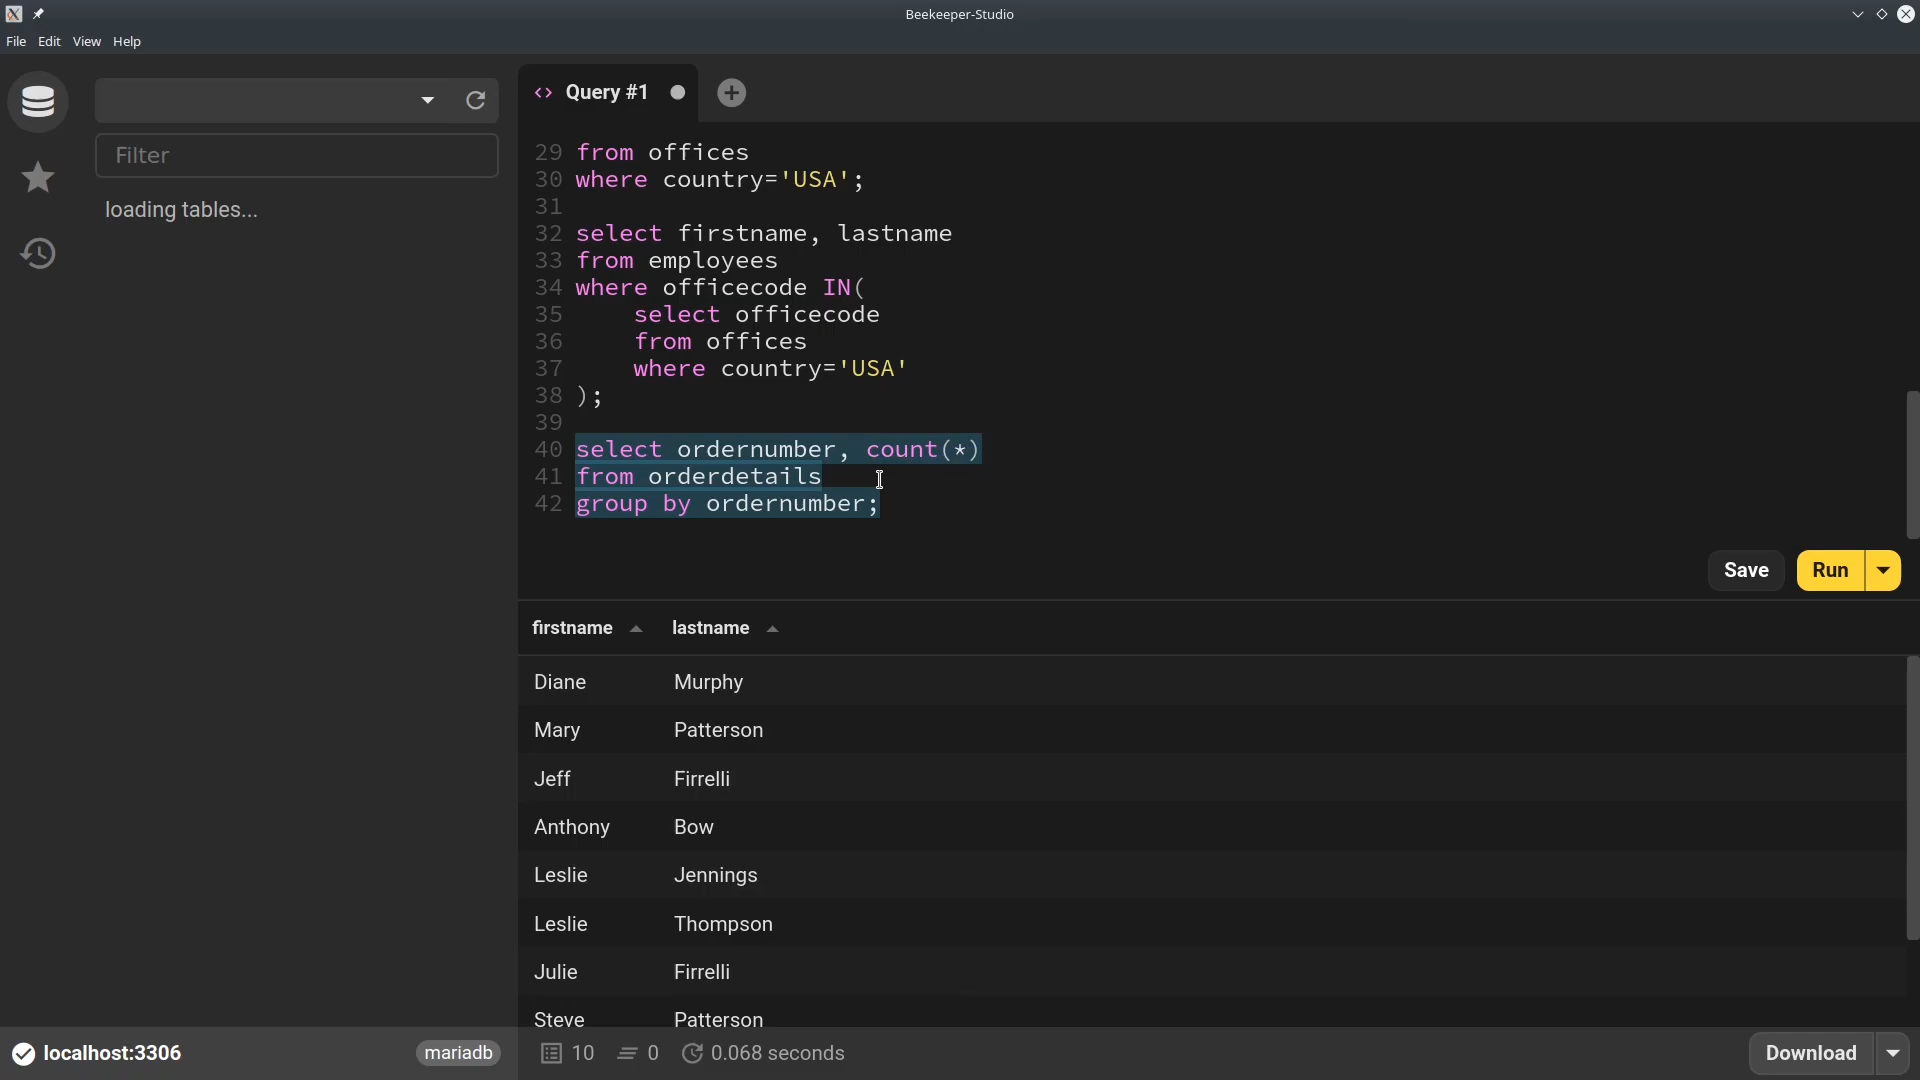 Beekeeper-Studio
File Edit View Help
Query #1
Filter
loading tables...
29 from offices
30 where country='USA';
31
32 select firstname, lastname
33 from employees
34 where officecode IN(
35 select officecode
36 from offices
37 where country='USA'
38 );
39
40 select ordernumber, count(*)
41 from orderdetails
42 group by ordernumber;
Save Run
firstname lastname
Diane Murphy
Mary Patterson
Jeff Firrelli
Anthony Bow
Leslie Jennings
Leslie Thompson
Julie Firrelli
Steve Patterson
localhost:3306 mariadb 10 0 0.068 seconds Download